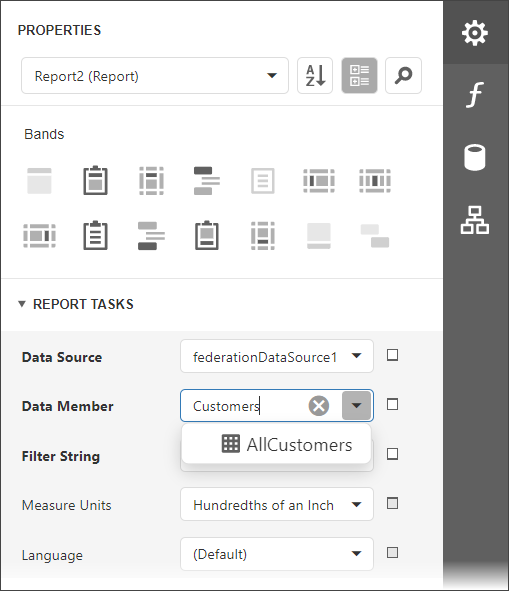 PROPERTIES
Report2 (Report)
A
Z
f
Bands
REPORT TASKS
Data Source federationDataSource1
Data Member Customers
AllCustomers
Filter String
Measure Units Hundredths of an Inch
Language (Default)